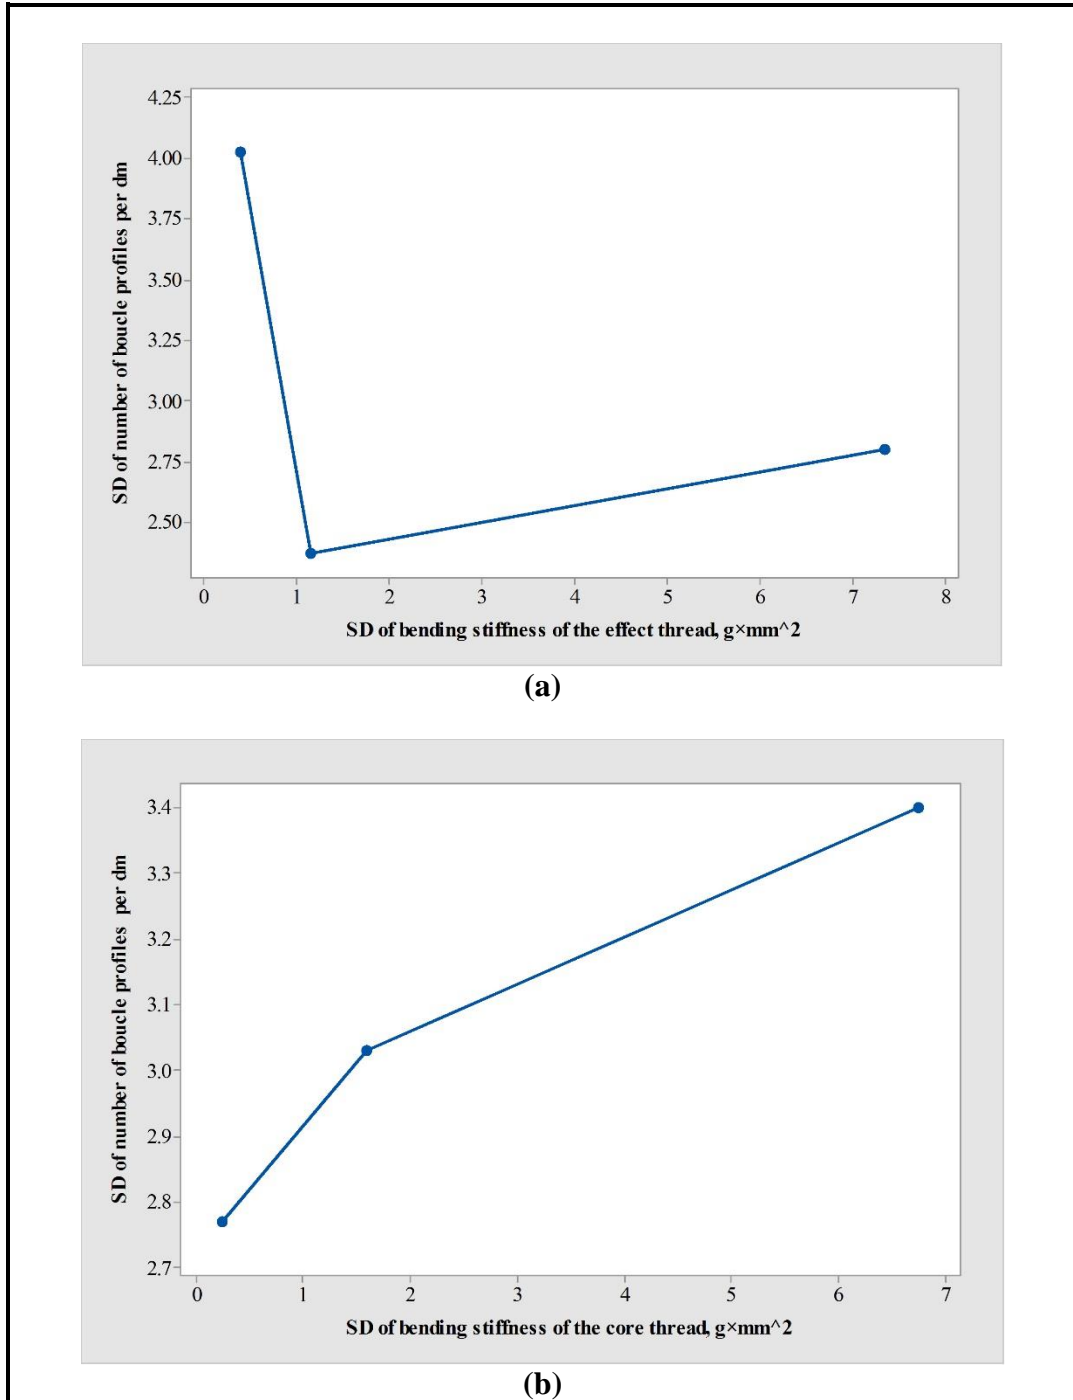 4.25
4.00
3.75
3.50
3.25
3.00
2.75
2.50
SD of number of boucle profiles per dm
0 1 2 3 4 5 6 7 8
SD of bending stiffness of the effect thread, g×mm^2
(a)
3.4
3.3
3.2
3.1
3.0
2.9
2.8
2.7
SD of number of boucle profiles per dm
0 1 2 3 4 5 6 7
SD of bending stiffness of the core thread, g×mm^2
(b)